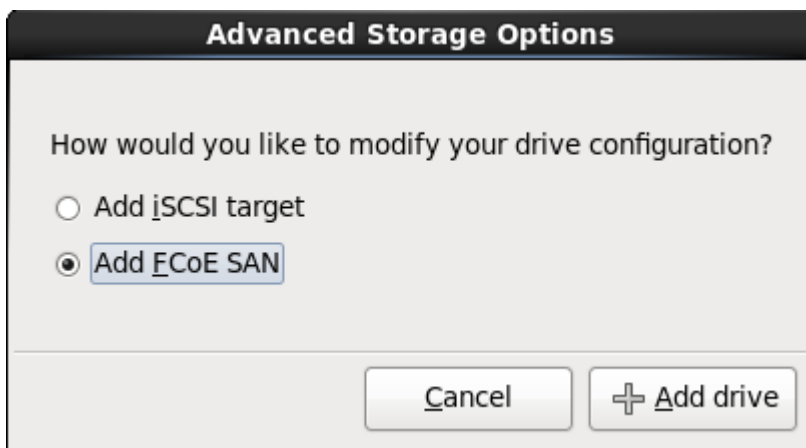 Advanced Storage Options
How would you like to modify your drive configuration?
Add iSCSI target
Add FCoE SAN
Cancel
Add drive